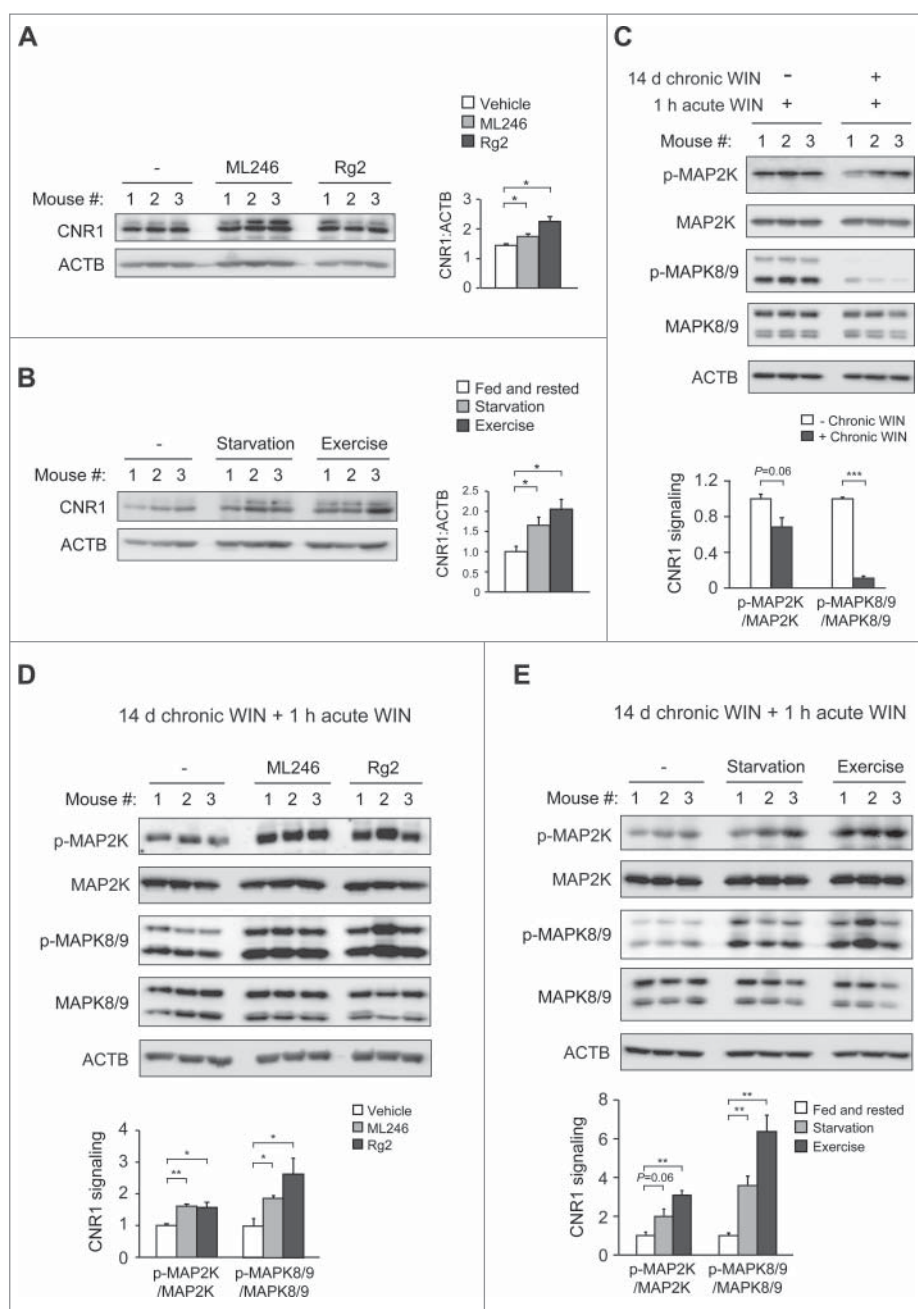 A
Vehicle
ML246
Rg2
- ML246 Rg2
Mouse #: 1 2 3 1 2 3 1 2 3
CNR1
ACTB
CNR1:ACTB
3
2
1
0
* *
B
Fed and rested
Starvation
Exercise
- Starvation Exercise
Mouse #: 1 2 3 1 2 3 1 2 3
CNR1
ACTB
CNR1:ACTB
2.5
2.0
1.5
1.0
0.5
0
* *
C
14 d chronic WIN - +
1 h acute WIN + +
Mouse #: 1 2 3 1 2 3
p-MAP2K
MAP2K
p-MAPK8/9
MAPK8/9
ACTB
- Chronic WIN
+ Chronic WIN
CNR1 signaling
1.2
0.8
0.4
0
P=0.06 ***
p-MAP2K p-MAPK8/9
/MAP2K /MAPK8/9
D
14 d chronic WIN + 1 h acute WIN
- ML246 Rg2
Mouse #: 1 2 3 1 2 3 1 2 3
p-MAP2K
MAP2K
p-MAPK8/9
MAPK8/9
ACTB
Vehicle
ML246
Rg2
CNR1 signaling
4
3
2
1
0
** * * *
p-MAP2K p-MAPK8/9
/MAP2K /MAPK8/9
E
14 d chronic WIN + 1 h acute WIN
- Starvation Exercise
Mouse #: 1 2 3 1 2 3 1 2 3
p-MAP2K
MAP2K
p-MAPK8/9
MAPK8/9
ACTB
Fed and rested
Starvation
Exercise
CNR1 signaling
8
6
4
2
0
P=0.06 ** ** **
p-MAP2K p-MAPK8/9
/MAP2K /MAPK8/9